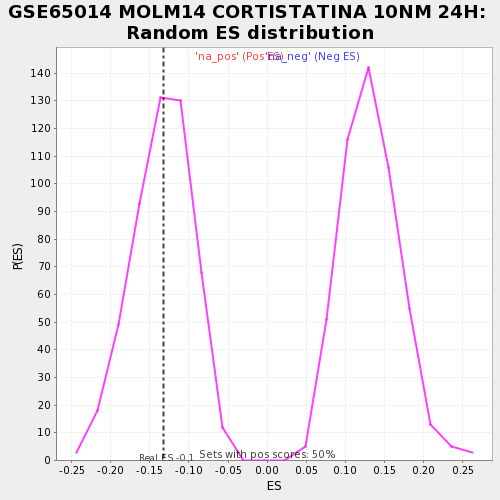 GSE65014 MOLM14 CORTISTATINA 10NM 24H:
Random ES distribution
'na_pos' (Pos ES)
'na_neg' (Neg ES)
140
130
120
110
100
90
80
70
60
50
40
30
20
10
0
P(ES)
Real ES -0.1
Sets with pos scores: 50%
-0.25 -0.20 -0.15 -0.10 -0.05 0.00 0.05 0.10 0.15 0.20 0.25
ES